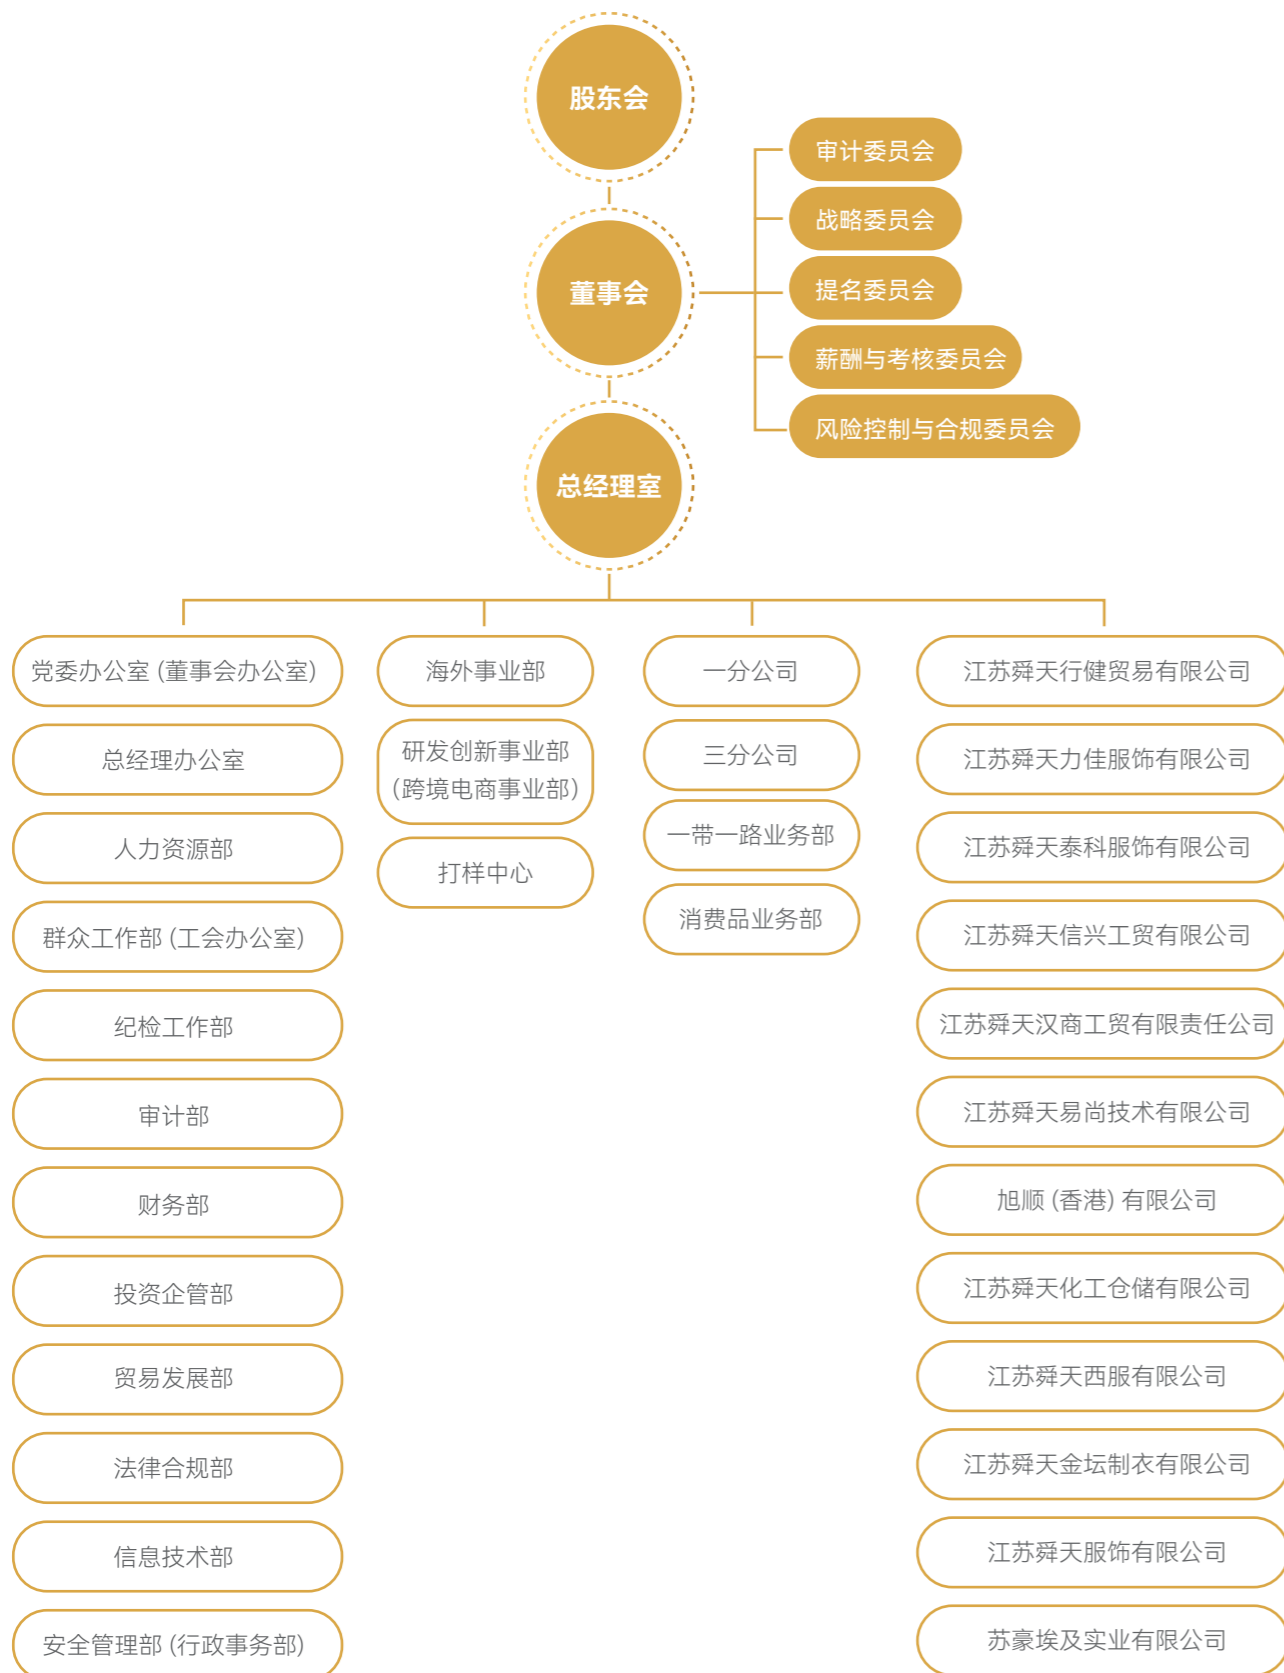 股东会
董事会
总经理室
审计委员会
战略委员会
提名委员会
薪酬与考核委员会
风险控制与合规委员会
党委办公室 (董事会办公室)
总经理办公室
人力资源部
群众工作部 (工会办公室)
纪检工作部
审计部
财务部
投资企管部
贸易发展部
法律合规部
信息技术部
安全管理部 (行政事务部)
海外事业部
研发创新事业部
(跨境电商事业部)
打样中心
一分公司
三分公司
一带一路业务部
消费品业务部
江苏舜天行健贸易有限公司
江苏舜天力佳服饰有限公司
江苏舜天泰科服饰有限公司
江苏舜天信兴工贸有限公司
江苏舜天汉商工贸有限责任公司
江苏舜天易尚技术有限公司
旭顺 (香港) 有限公司
江苏舜天化工仓储有限公司
江苏舜天西服有限公司
江苏舜天金坛制衣有限公司
江苏舜天服饰有限公司
苏豪埃及实业有限公司